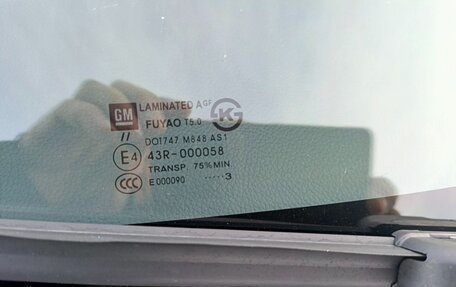 GM LAMINATED AGF
FUYAO T5.0
DOT747 M848 AS1
E4 43R-000058
TRANSP. 75%MIN
CCC E000090 .....3